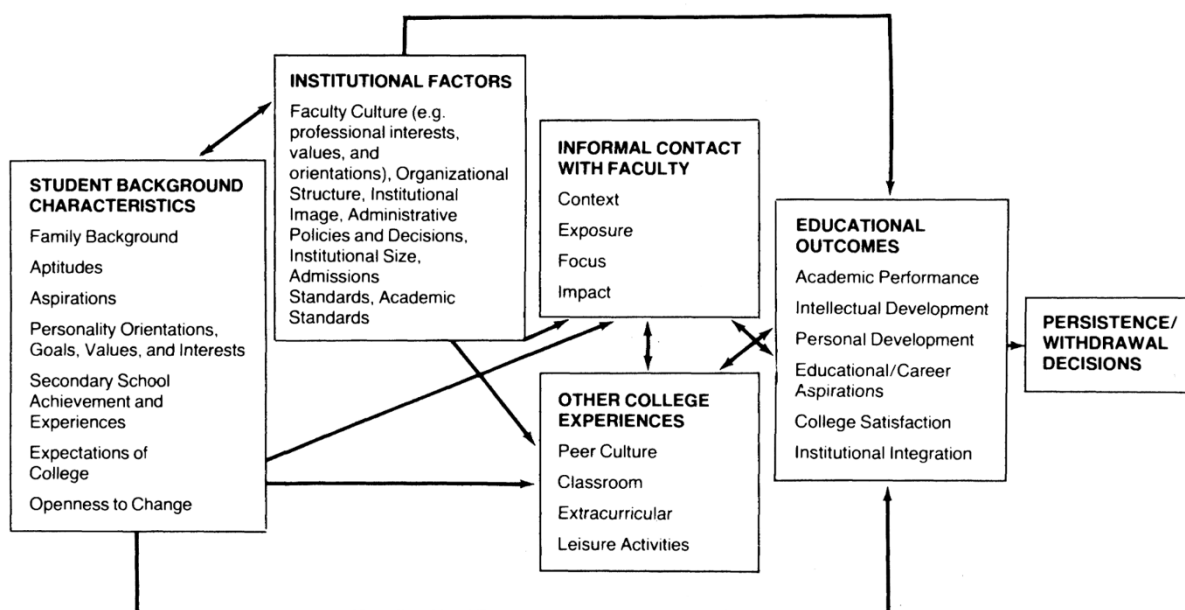 STUDENT BACKGROUND
CHARACTERISTICS
Family Background
Aptitudes
Aspirations
Personality Orientations,
Goals, Values, and Interests
Secondary School
Achievement and
Experiences
Expectations of
College
Openness to Change
INSTITUTIONAL FACTORS
Faculty Culture (e.g.
professional interests,
values, and
orientations), Organizational
Structure, Institutional
Image, Administrative
Policies and Decisions,
Institutional Size,
Admissions
Standards, Academic
Standards
INFORMAL CONTACT
WITH FACULTY
Context
Exposure
Focus
Impact
OTHER COLLEGE
EXPERIENCES
Peer Culture
Classroom
Extracurricular
Leisure Activities
EDUCATIONAL
OUTCOMES
Academic Performance
Intellectual Development
Personal Development
Educational/Career
Aspirations
College Satisfaction
Institutional Integration
PERSISTENCE/
WITHDRAWAL
DECISIONS